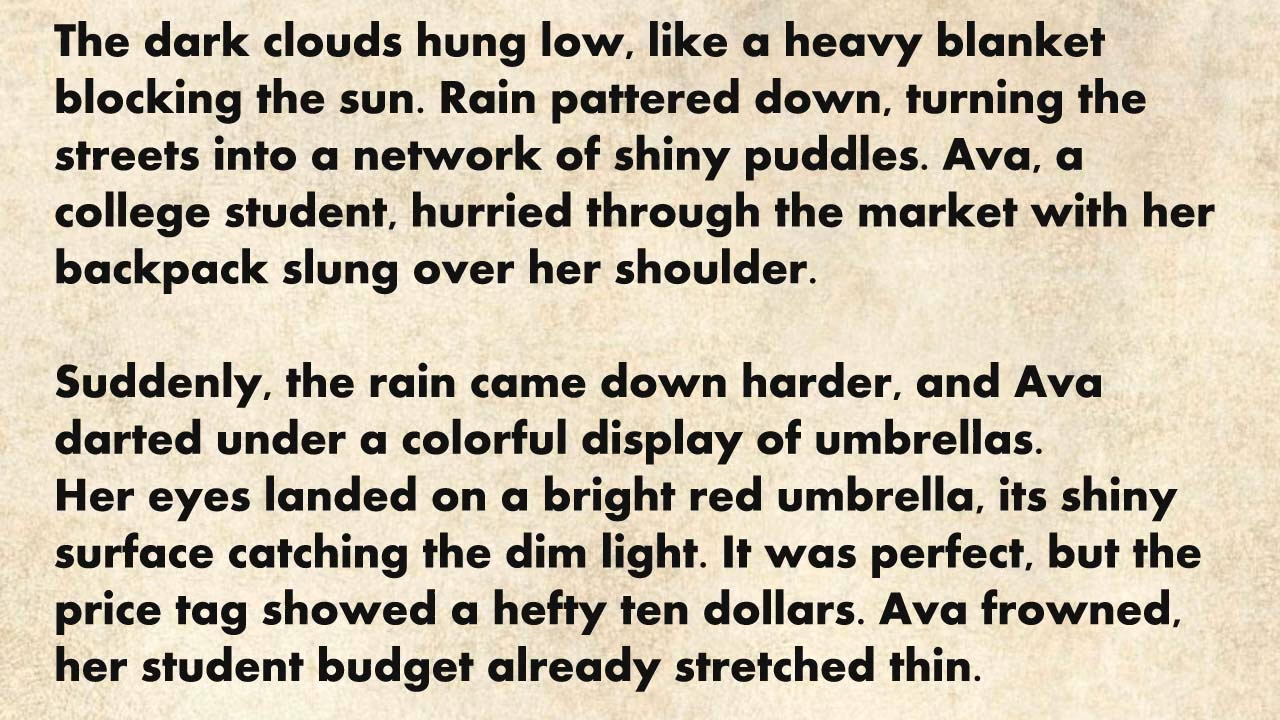 The dark clouds hung low, like a heavy blanket
blocking the sun. Rain pattered down, turning the
streets into a network of shiny puddles. Ava, a
college student, hurried through the market with her
backpack slung over her shoulder.
Suddenly, the rain came down harder, and Ava
darted under a colorful display of umbrellas.
Her eyes landed on a bright red umbrella, its shiny
surface catching the dim light. It was perfect, but the
price tag showed a hefty ten dollars. Ava frowned,
her student budget already stretched thin.